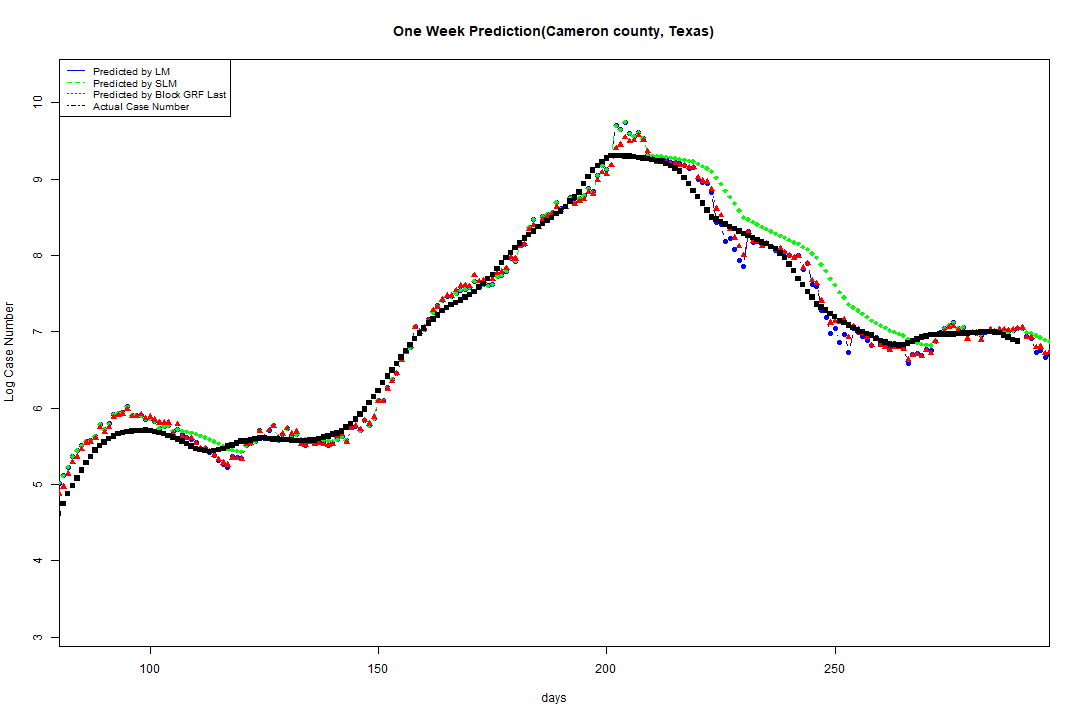 One Week Prediction(Cameron county, Texas)
Predicted by LM
Predicted by SLM
Predicted by Block GRF Last
Actual Case Number
10
9
8
7
6
5
4
3
Log Case Number
100 150 200 250
days